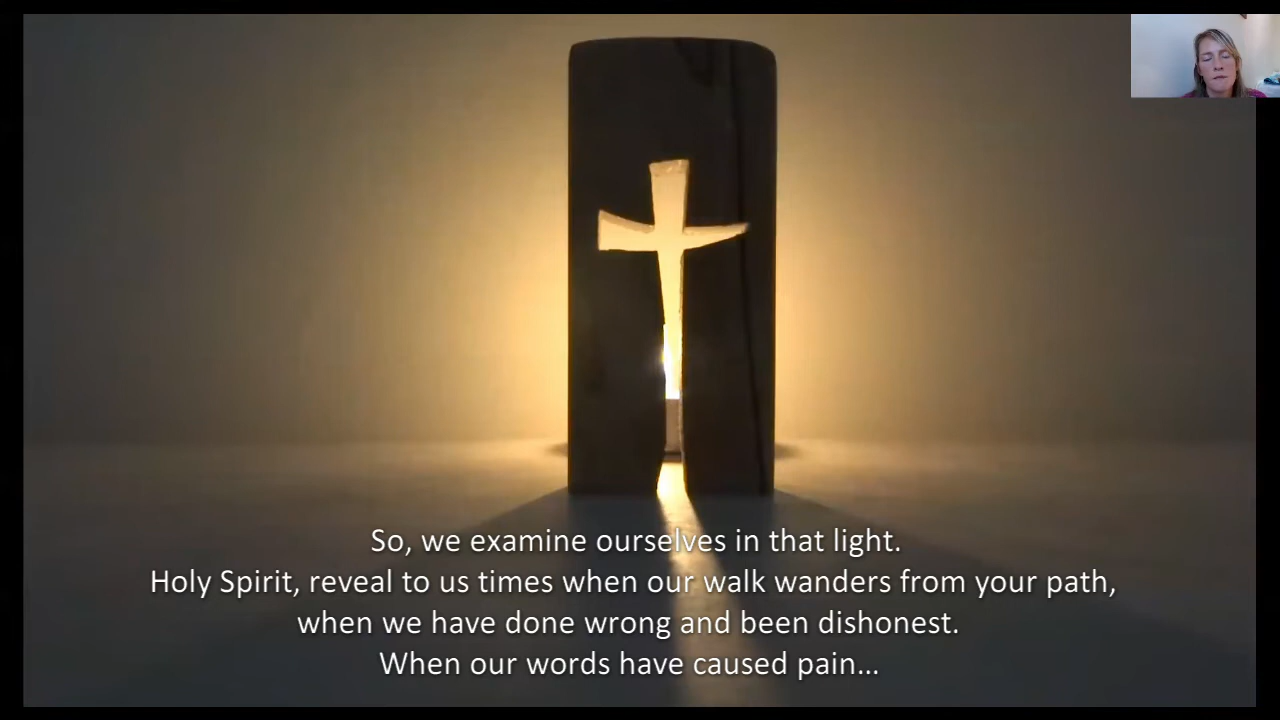 So, we examine ourselves in that light.
Holy Spirit, reveal to us times when our walk wanders from your path,
when we have done wrong and been dishonest.
When our words have caused pain...